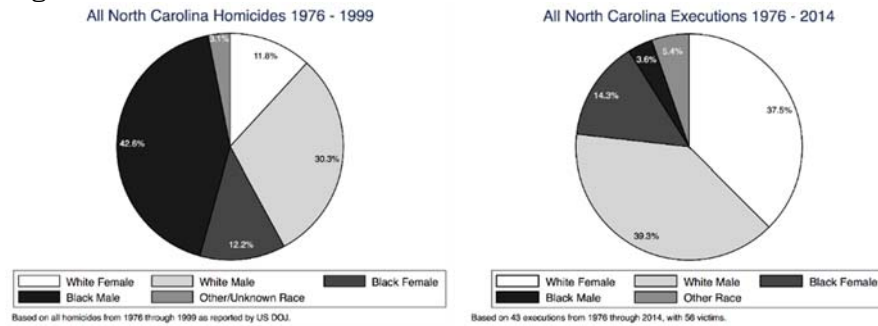 All North Carolina Homicides 1976 - 1999
3.1%
11.8%
42.6%
30.3%
12.2%
White Female White Male Black Female
Black Male Other/Unknown Race
Based on all homicides from 1976 through 1999 as reported by US DOJ.
All North Carolina Executions 1976 - 2014
3.6%
5.4%
14.3%
37.5%
39.3%
White Female White Male Black Female
Black Male Other Race
Based on 43 executions from 1976 through 2014, with 56 victims.